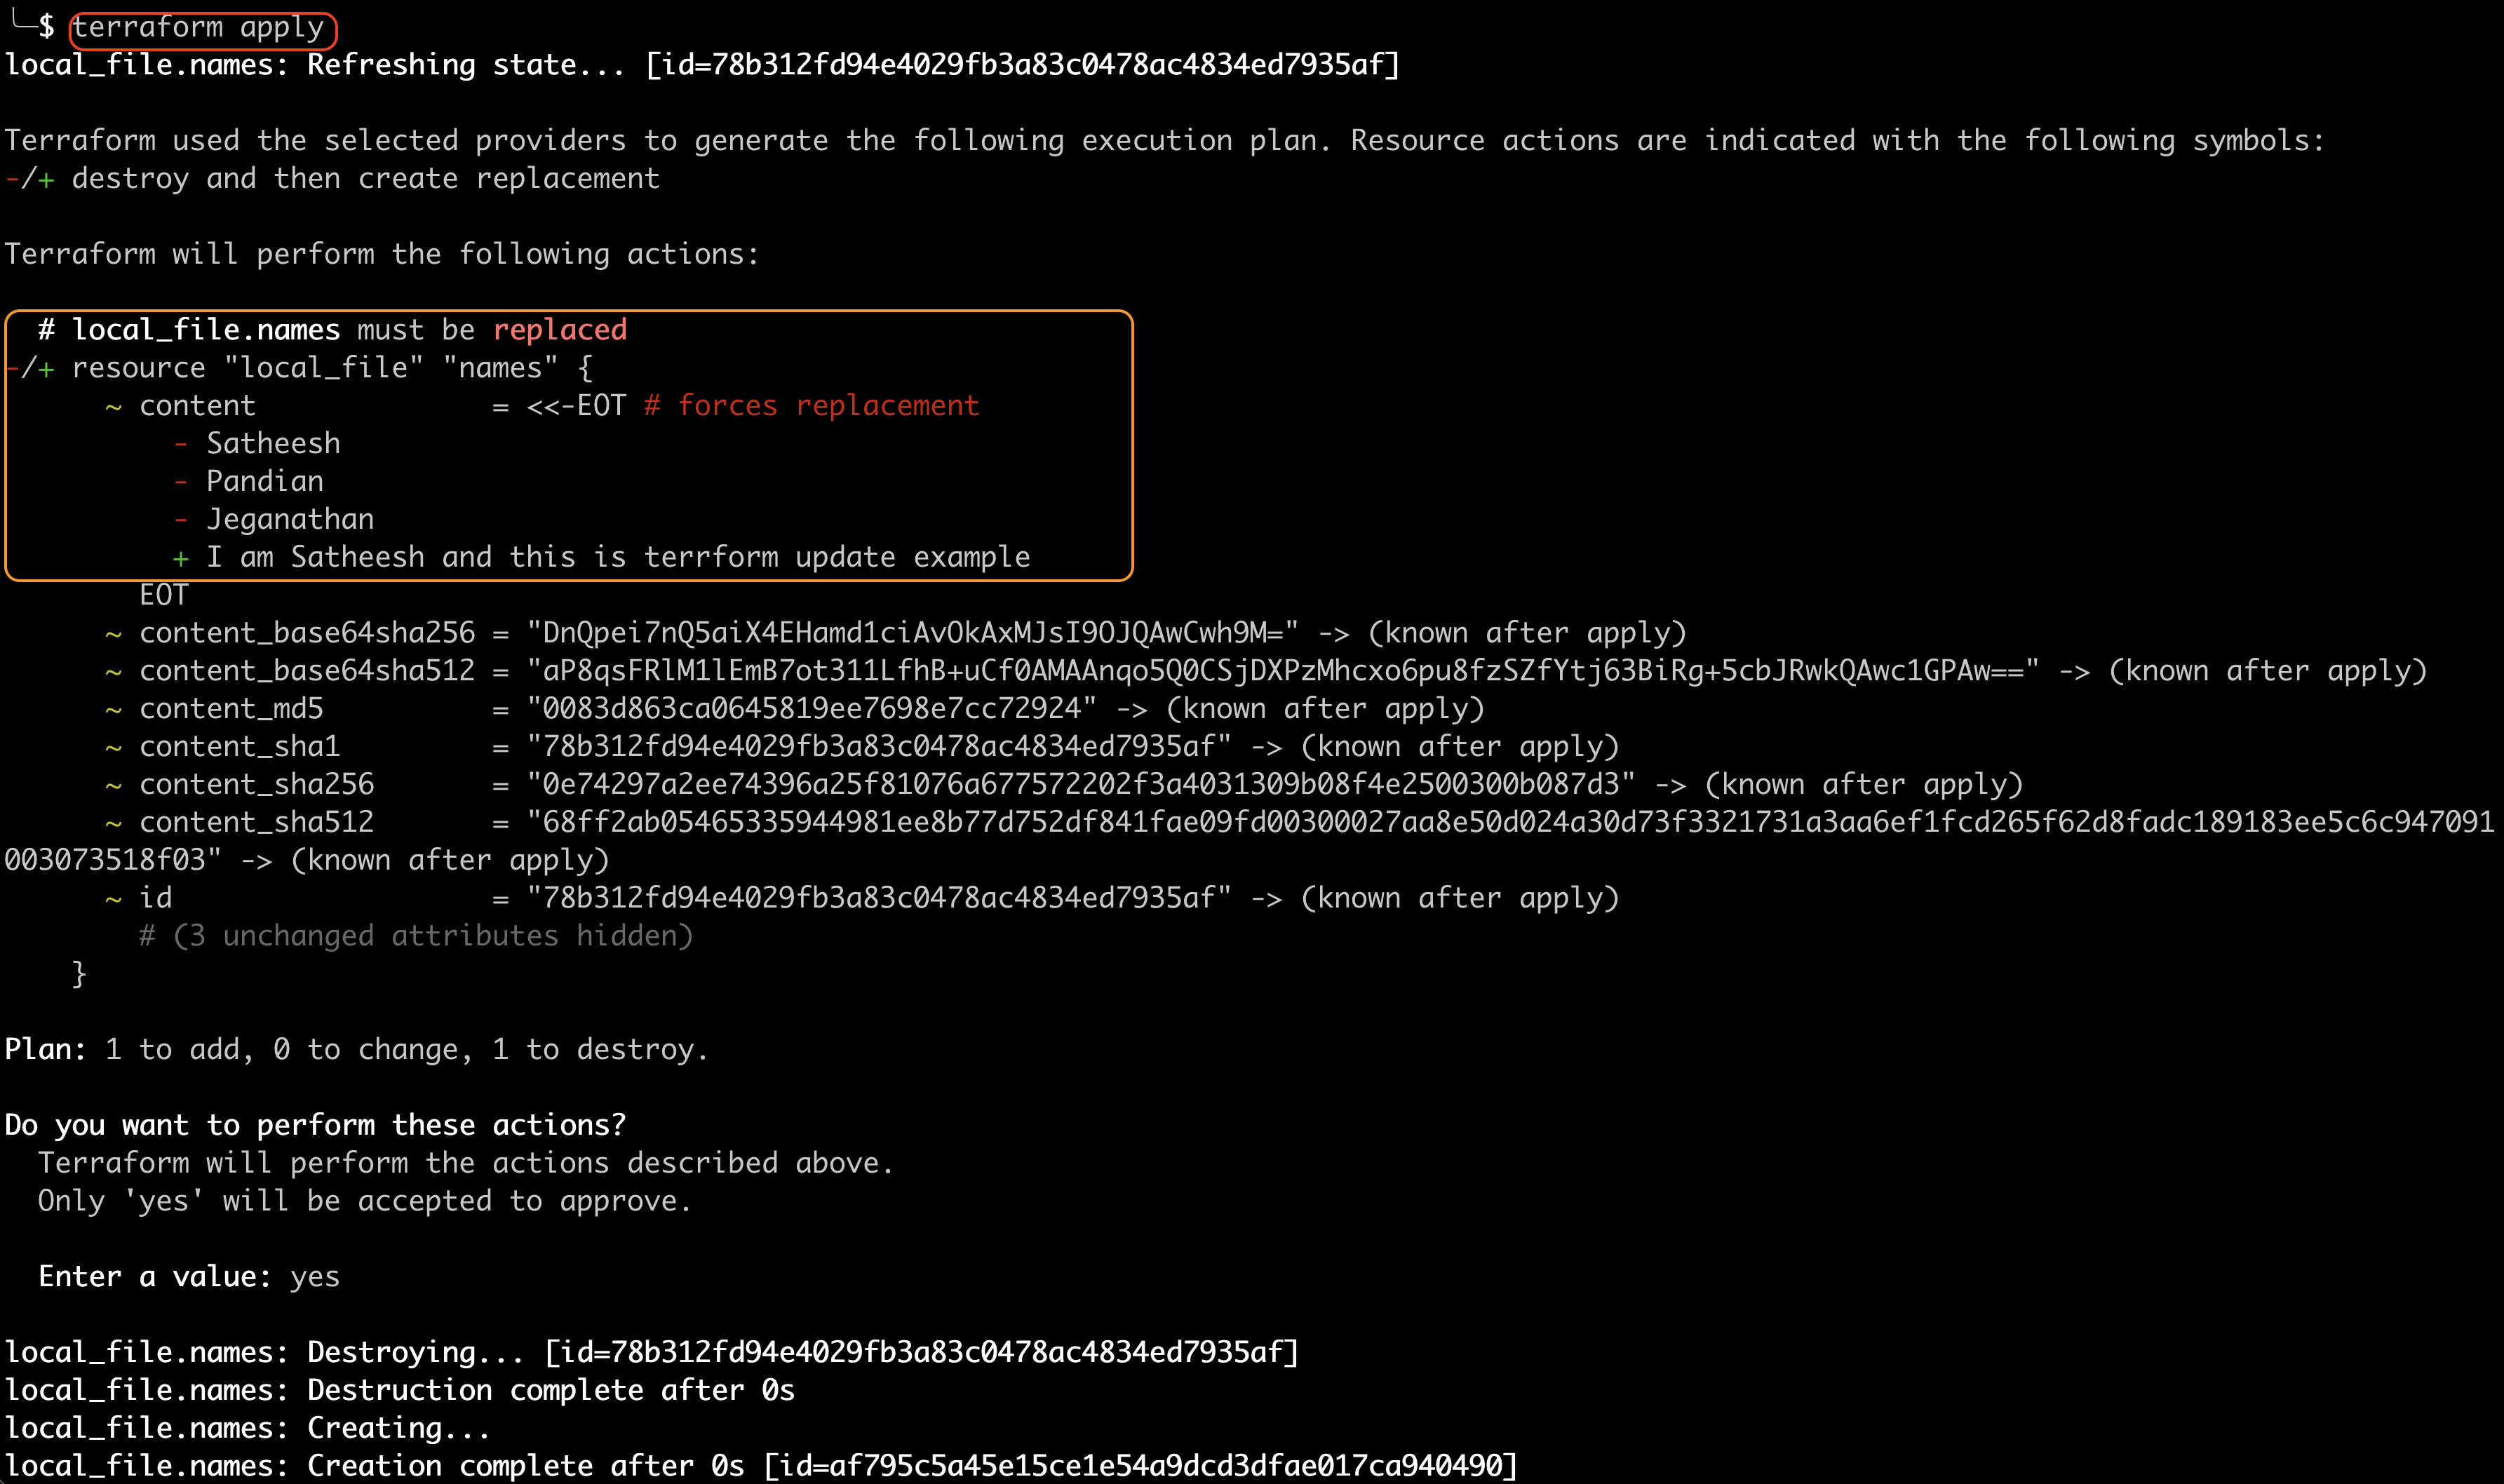 ╰─$ terraform apply
local_file.names: Refreshing state... [id=78b312fd94e4029fb3a83c0478ac4834ed7935af]
Terraform used the selected providers to generate the following execution plan. Resource actions are indicated with the following symbols:
-/+ destroy and then create replacement
Terraform will perform the following actions:
# local_file.names must be replaced
-/+ resource "local_file" "names" {
~ content = <<-EOT # forces replacement
- Satheesh
- Pandian
- Jeganathan
+ I am Satheesh and this is terrform update example
EOT
~ content_base64sha256 = "DnQpei7nQ5aiX4EHamd1ciAvOkAxMJsI9OJQAwCwh9M=" -> (known after apply)
~ content_base64sha512 = "aP8qsFRlM1lEmB7ot311LfhB+uCf0AMAAnqo5Q0CSjDXPzMhcxo6pu8fzSZfYtj63BiRg+5cbJRwkQAwc1GPAw==" -> (known after apply)
~ content_md5 = "0083d863ca0645819ee7698e7cc72924" -> (known after apply)
~ content_sha1 = "78b312fd94e4029fb3a83c0478ac4834ed7935af" -> (known after apply)
~ content_sha256 = "0e74297a2ee74396a25f81076a677572202f3a4031309b08f4e2500300b087d3" -> (known after apply)
~ content_sha512 = "68ff2ab05465335944981ee8b77d752df841fae09fd00300027aa8e50d024a30d73f3321731a3aa6ef1fcd265f62d8fadc189183ee5c6c947091
003073518f03" -> (known after apply)
~ id = "78b312fd94e4029fb3a83c0478ac4834ed7935af" -> (known after apply)
# (3 unchanged attributes hidden)
}
Plan: 1 to add, 0 to change, 1 to destroy.
Do you want to perform these actions?
Terraform will perform the actions described above.
Only 'yes' will be accepted to approve.
Enter a value: yes
local_file.names: Destroying... [id=78b312fd94e4029fb3a83c0478ac4834ed7935af]
local_file.names: Destruction complete after 0s
local_file.names: Creating...
local_file.names: Creation complete after 0s [id=af795c5a45e15ce1e54a9dcd3dfae017ca940490]